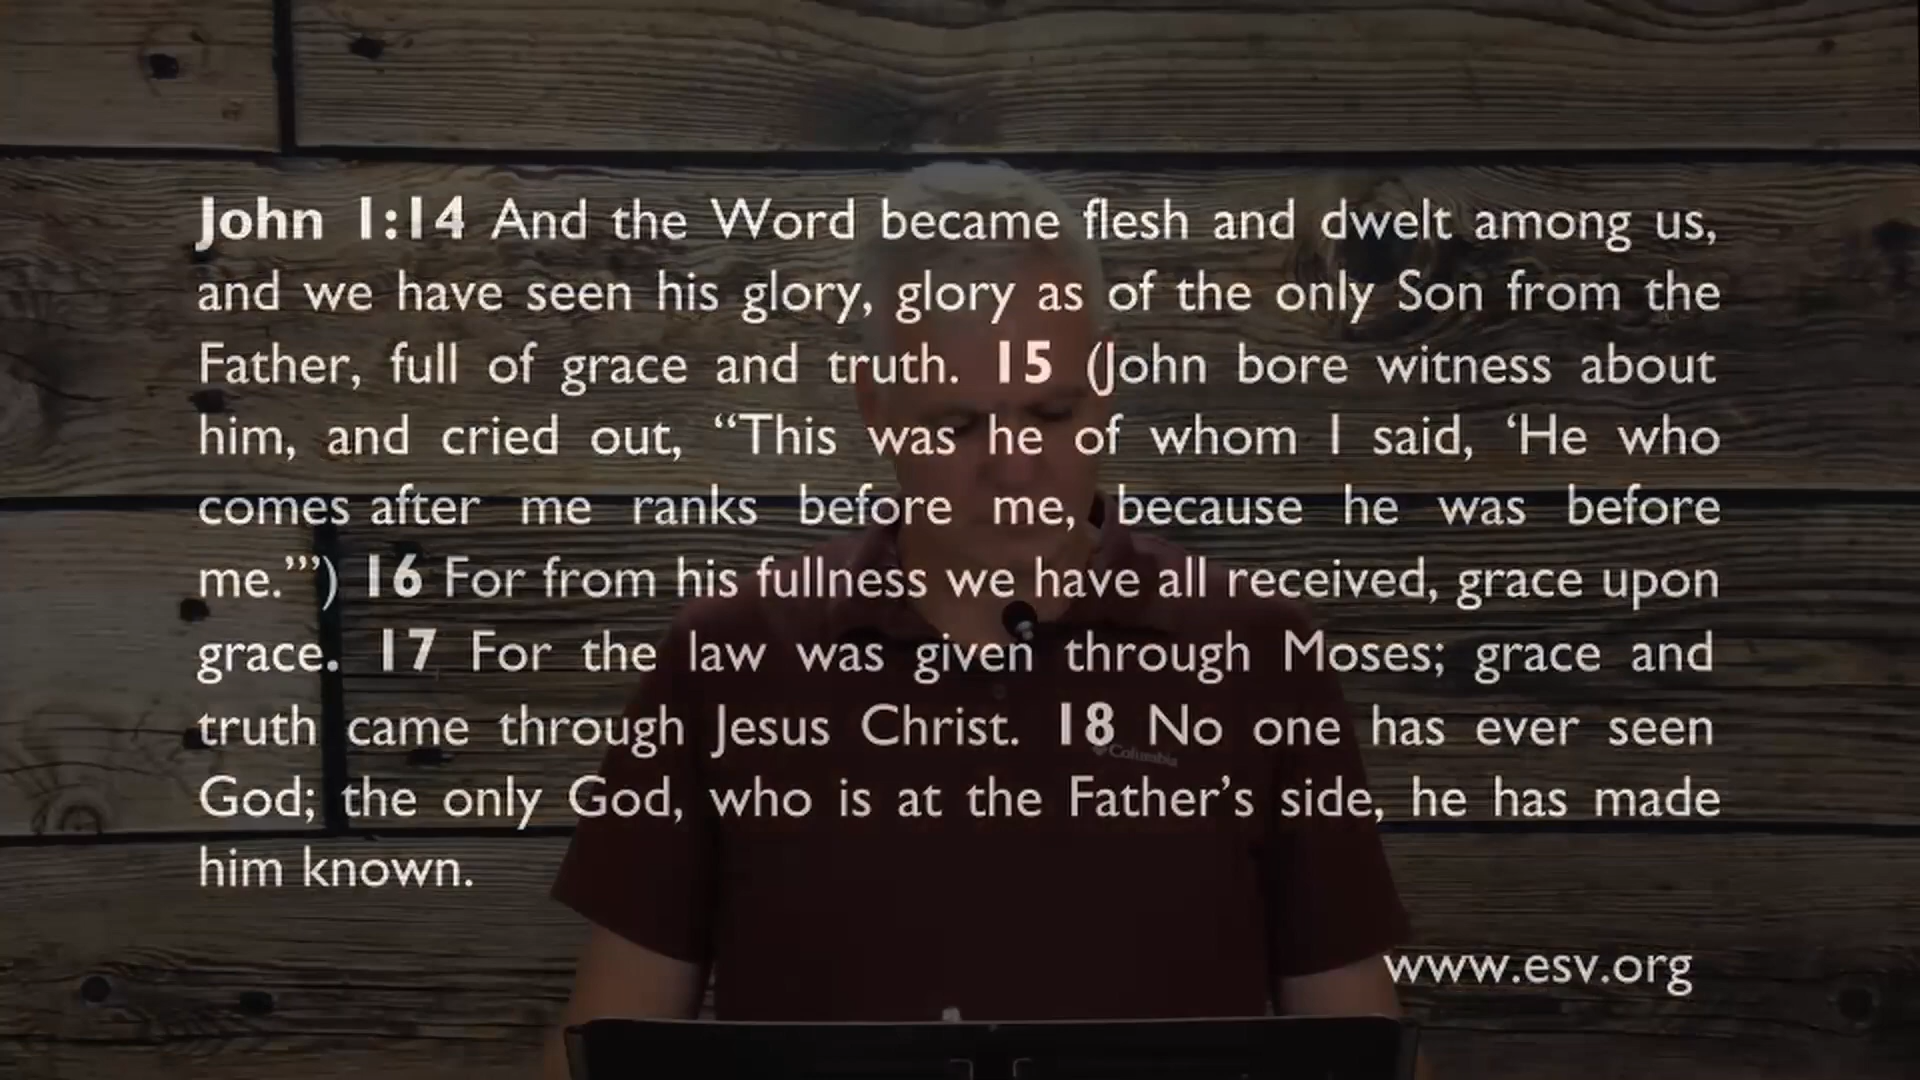 John 1:14 And the Word became flesh and dwelt among us,
and we have seen his glory, glory as of the only Son from the
Father, full of grace and truth. 15 (John bore witness about
him, and cried out, “This was he of whom I said, ‘He who
comes after me ranks before me, because he was before
me.’”) 16 For from his fullness we have all received, grace upon
grace. 17 For the law was given through Moses; grace and
truth came through Jesus Christ. 18 No one has ever seen
Columbia
God; the only God, who is at the Father’s side, he has made
him known.
www.esv.org